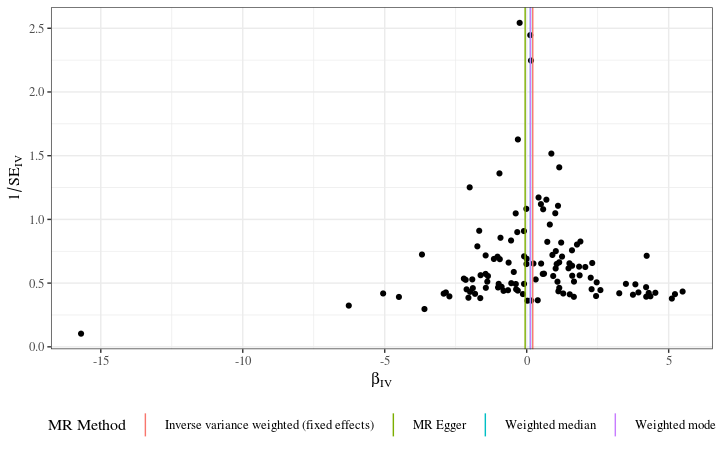 2.5
2.0
1.5
1.0
0.5
0.0
1/SE_IV
-15
-10
-5
0
5
β_IV
MR Method
Inverse variance weighted (fixed effects)
MR Egger
Weighted median
Weighted mode